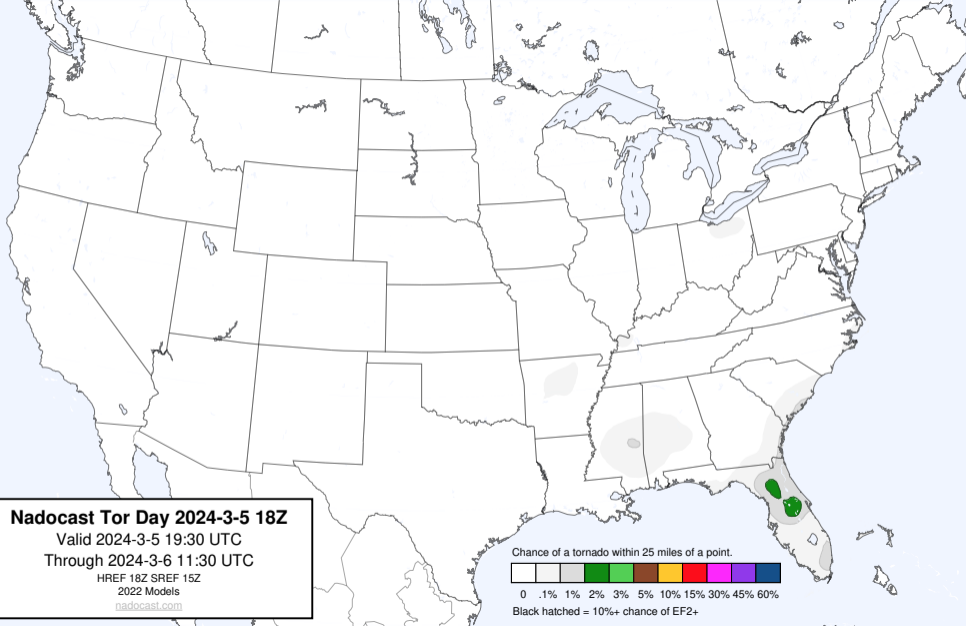 Nadocast Tor Day 2024-3-5 18Z
Valid 2024-3-5 19:30 UTC
Through 2024-3-6 11:30 UTC
HREF 18Z SREF 15Z
2022 Models
nadocast.com
Chance of a tornado within 25 miles of a point.
0 .1% 1% 2% 3% 5% 10% 15% 30% 45% 60%
Black hatched = 10%+ chance of EF2+